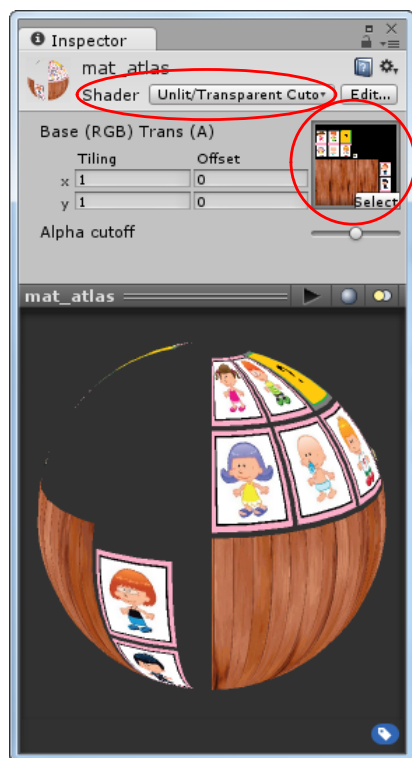 Inspector
mat_atlas
Shader Unlit/Transparent Cuto Edit...
Base (RGB) Trans (A)
Tiling Offset
x 1 0
y 1 0
Select
Alpha cutoff
mat_atlas